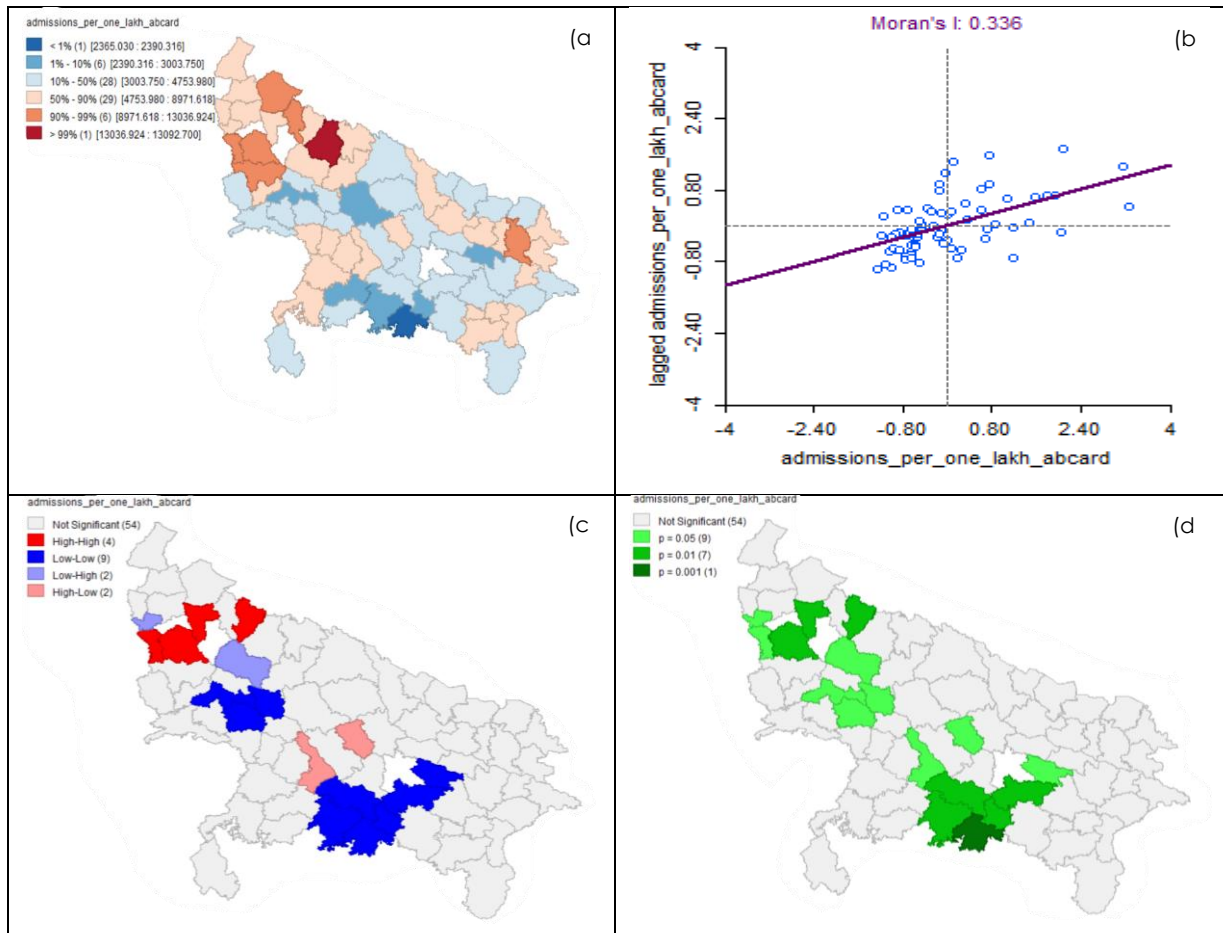 admissions_per_one_lakh_abcard
< 1% (1) [2365.030 : 2390.316]
1% - 10% (6) [2390.316 : 3003.750]
10% - 50% (28) [3003.750 : 4753.980]
50% - 90% (29) [4753.980 : 8971.618]
90% - 99% (6) [8971.618 : 13036.924]
> 99% (1) [13036.924 : 13092.700]
(a
Moran's I: 0.336
(b
lagged admissions_per_one_lakh_abcard
4
2.40
0.80
-0.80
-2.40
-4
-4 -2.40 -0.80 0.80 2.40 4
admissions_per_one_lakh_abcard
admissions_per_one_lakh_abcard
Not Significant (54)
High-High (4)
Low-Low (9)
Low-High (2)
High-Low (2)
(c
admissions_per_one_lakh_abcard
Not Significant (54)
p = 0.05 (9)
p = 0.01 (7)
p = 0.001 (1)
(d